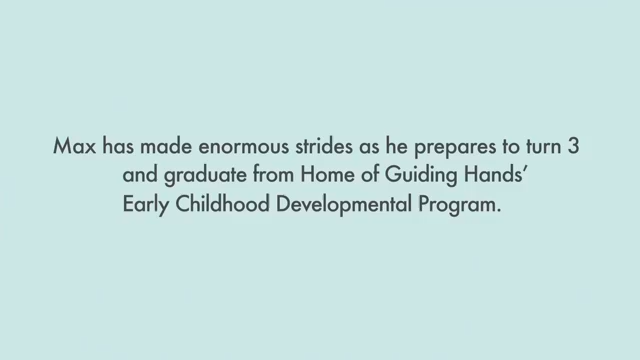 Max has made enormous strides as he prepares to turn 3
and graduate from Home of Guiding Hands’
Early Childhood Developmental Program.